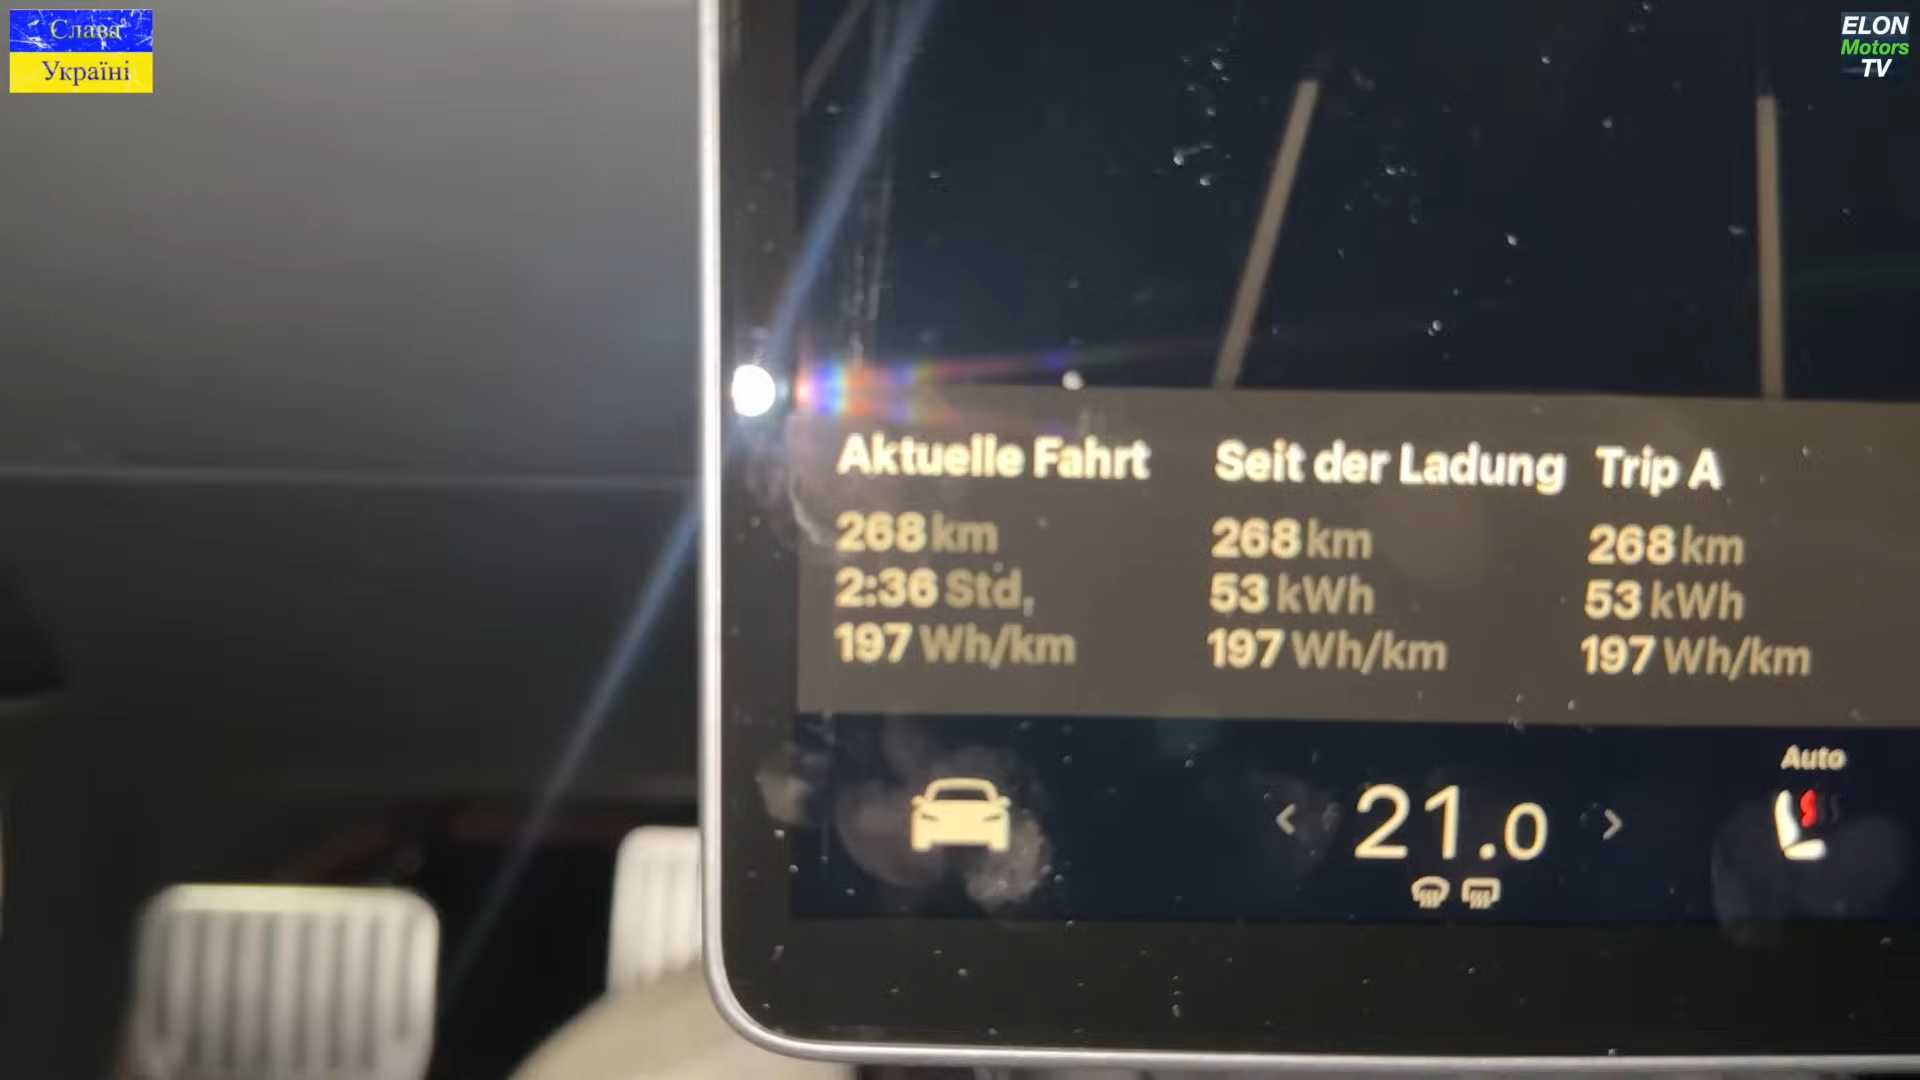 Слава
Україні
ELON
Motors
TV
Aktuelle Fahrt
268 km
2:36 Std.
197 Wh/km
Seit der Ladung
268 km
53 kWh
197 Wh/km
Trip A
268 km
53 kWh
197 Wh/km
21.0
Auto